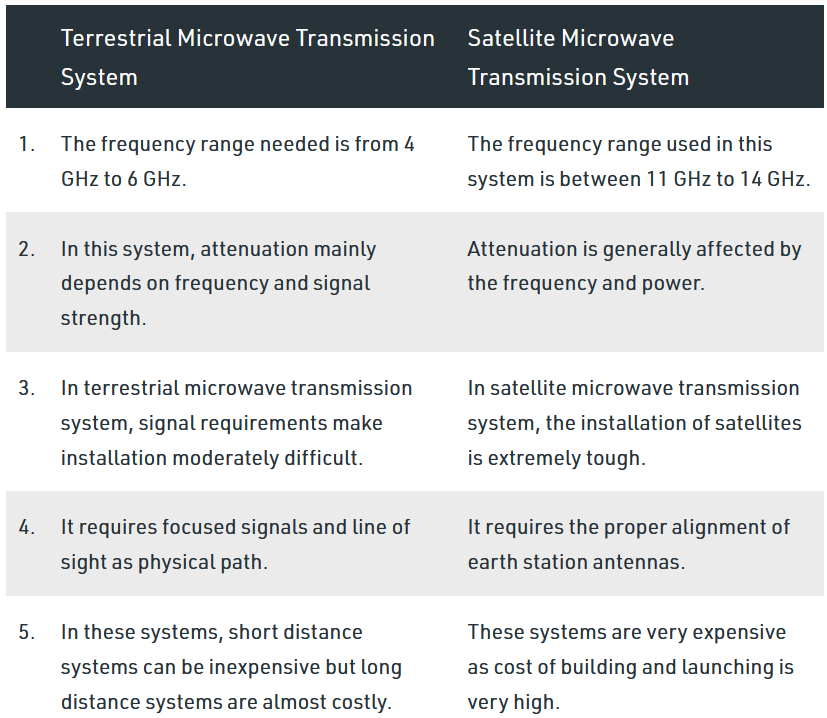 Terrestrial Microwave Transmission
System
Satellite Microwave
Transmission System
1. The frequency range needed is from 4
GHz to 6 GHz.
The frequency range used in this
system is between 11 GHz to 14 GHz.
2. In this system, attenuation mainly
depends on frequency and signal
strength.
Attenuation is generally affected by
the frequency and power.
3. In terrestrial microwave transmission
system, signal requirements make
installation moderately difficult.
In satellite microwave transmission
system, the installation of satellites
is extremely tough.
4. It requires focused signals and line of
sight as physical path.
It requires the proper alignment of
earth station antennas.
5. In these systems, short distance
systems can be inexpensive but long
distance systems are almost costly.
These systems are very expensive
as cost of building and launching is
very high.